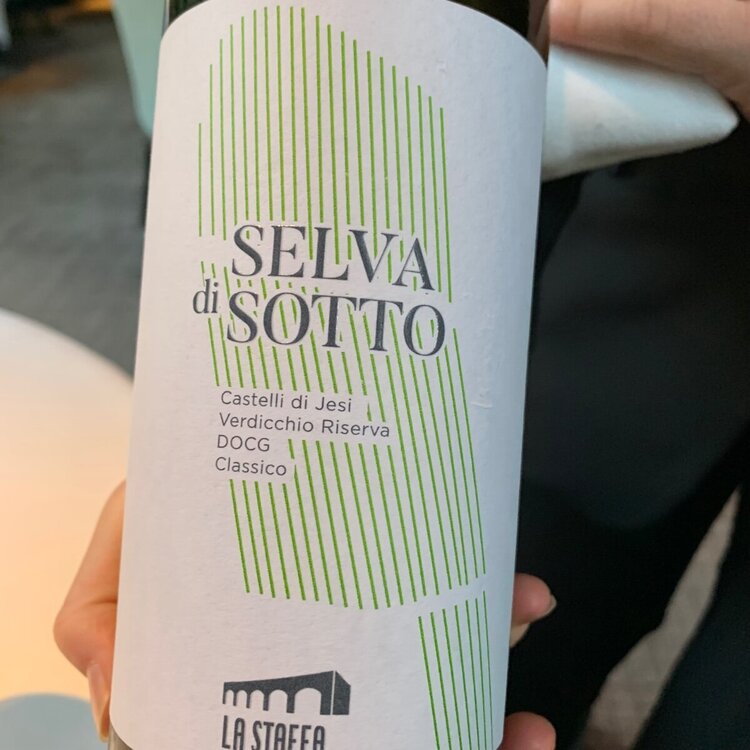 SELVA
di SOTTO
Castelli di Jesi
Verdicchio Riserva
DOCG
Classico
LA STAFFA